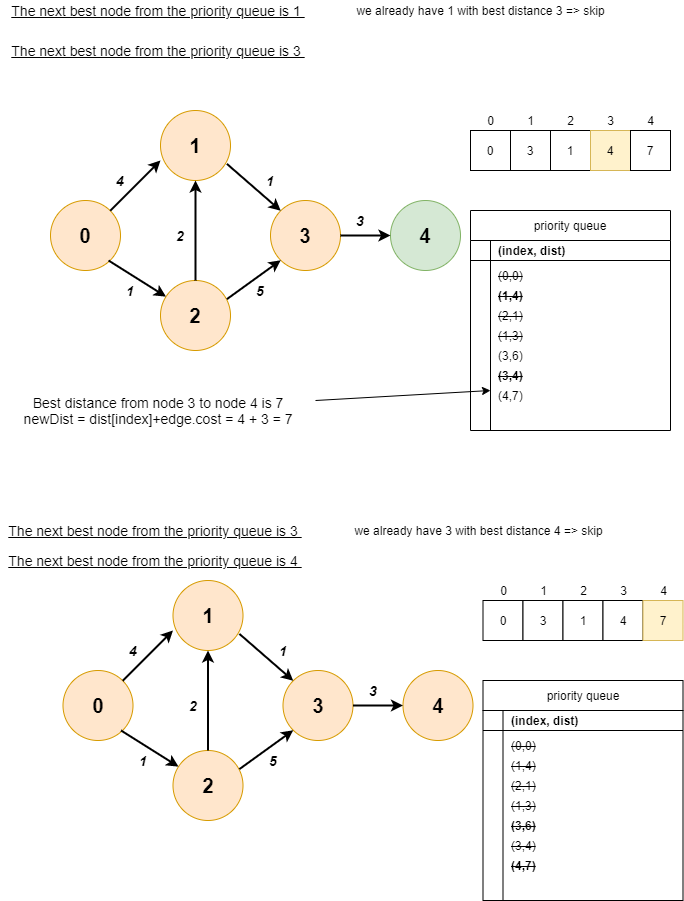 The next best node from the priority queue is 1
we already have 1 with best distance 3 => skip
The next best node from the priority queue is 3
0 1 2 3 4
0 3 1 4 7
1
4
1
0
2
3
3
4
1
5
2
priority queue
(index, dist)
(0,0)
(1,4)
(2,1)
(1,3)
(3,6)
(3,4)
(4,7)
Best distance from node 3 to node 4 is 7
newDist = dist[index]+edge.cost = 4 + 3 = 7
The next best node from the priority queue is 3
we already have 3 with best distance 4 => skip
The next best node from the priority queue is 4
0 1 2 3 4
0 3 1 4 7
1
4
1
0
2
3
3
4
1
5
2
priority queue
(index, dist)
(0,0)
(1,4)
(2,1)
(1,3)
(3,6)
(3,4)
(4,7)